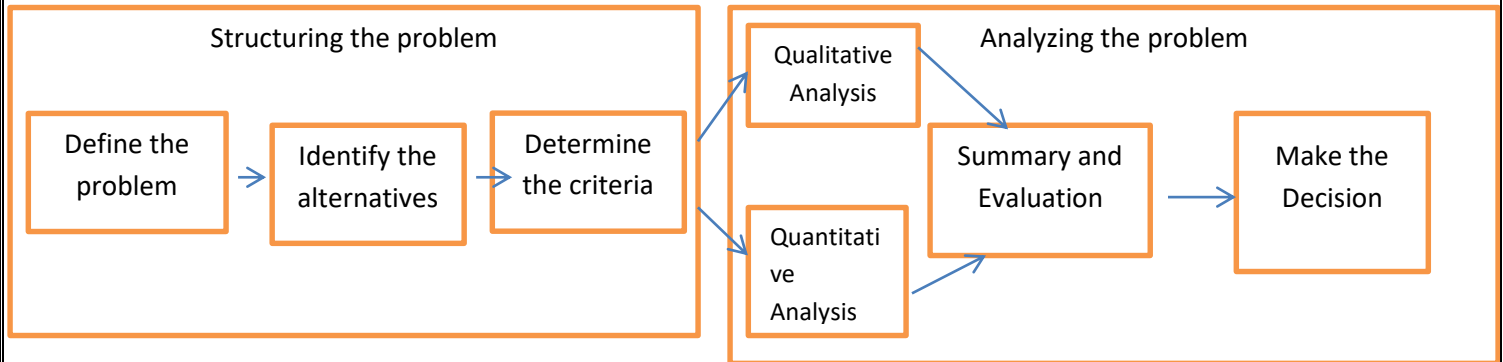 Structuring the problem
Define the
problem
Identify the
alternatives
Determine
the criteria
Analyzing the problem
Qualitative
Analysis
Quantitati
ve
Analysis
Summary and
Evaluation
Make the
Decision